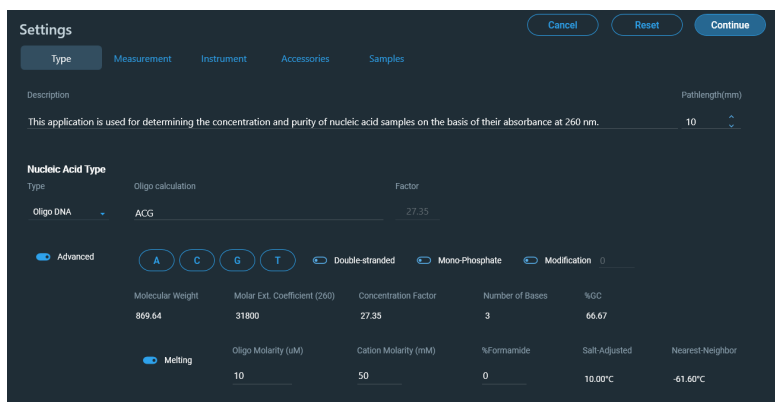 Settings
Cancel
Reset
Continue
Type
Measurement
Instrument
Accessories
Samples
Description
Pathlength(mm)
This application is used for determining the concentration and purity of nucleic acid samples on the basis of their absorbance at 260 nm.
10
Nucleic Acid Type
Type
Oligo calculation
Factor
Oligo DNA
ACG
27.35
Advanced
A
C
G
T
Double-stranded
Mono-Phosphate
Modification
0
Molecular Weight
Molar Ext. Coefficient (260)
Concentration Factor
Number of Bases
%GC
869.64
31800
27.35
3
66.67
Melting
Oligo Molarity (uM)
Cation Molarity (mM)
%Formamide
Salt-Adjusted
Nearest-Neighbor
10
50
0
10.00°C
-61.60°C